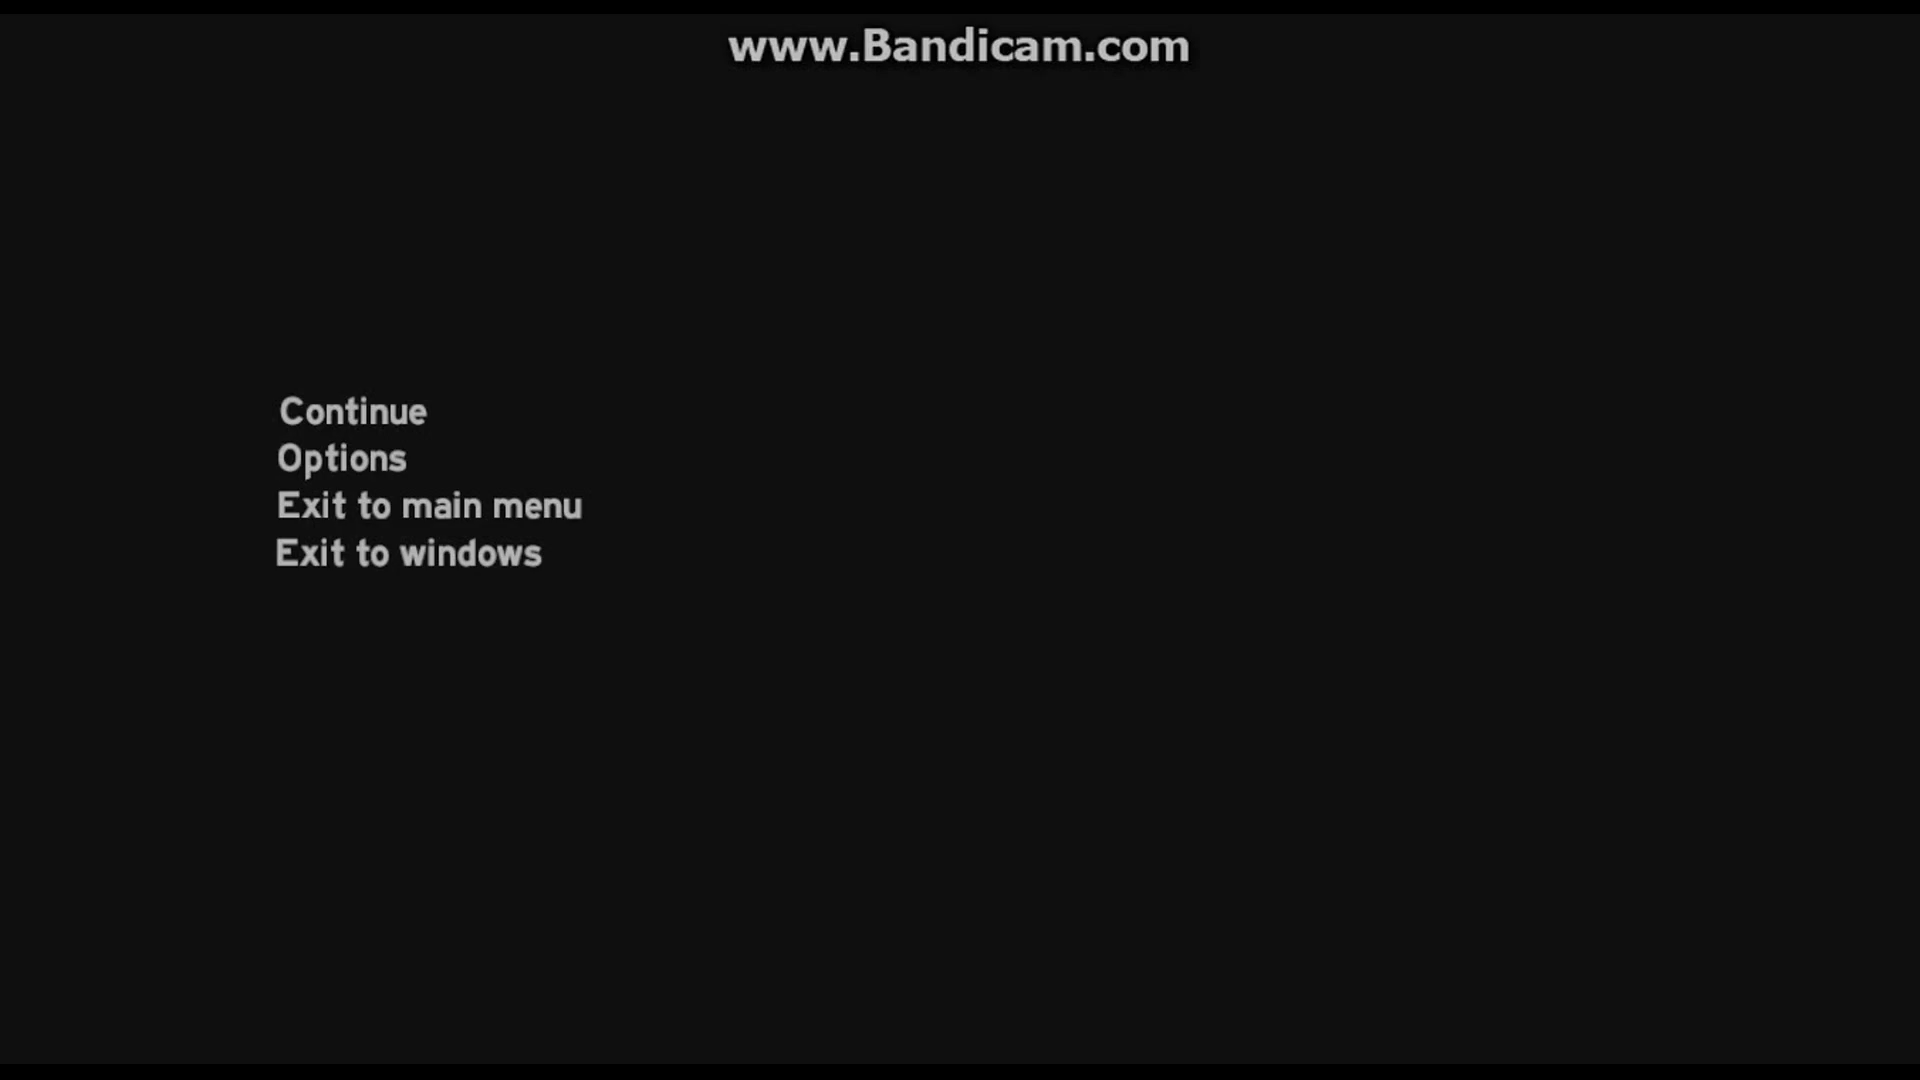 www.Bandicam.com
Continue
Options
Exit to main menu
Exit to windows